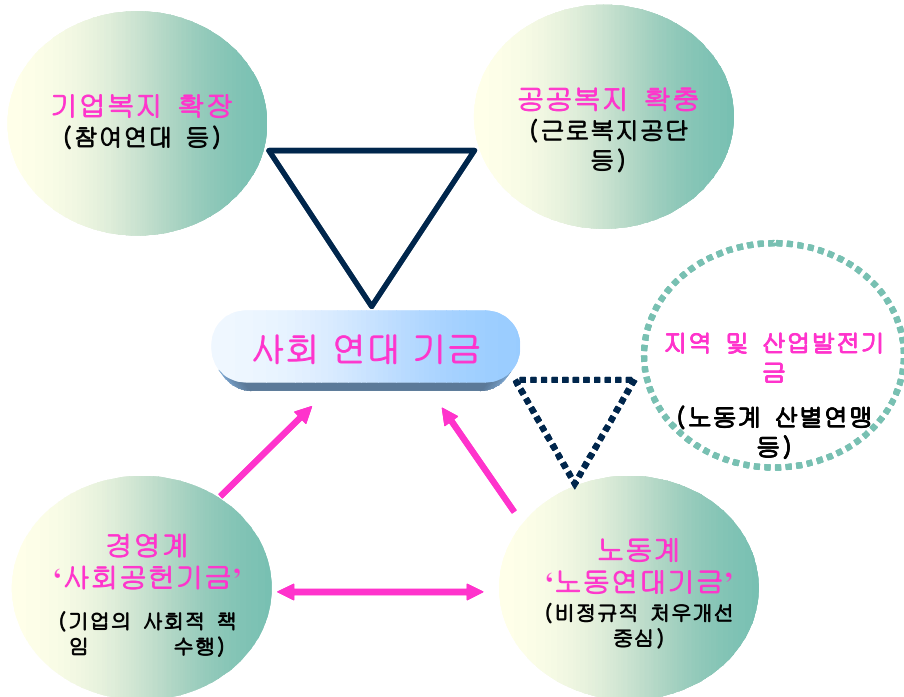 기업복지 확장
(참여연대 등)
공공복지 확충
(근로복지공단
등)
사회 연대 기금
지역 및 산업발전기
금
(노동계 산별연맹
등)
경영계
‘사회공헌기금’
(기업의 사회적 책
임 수행)
노동계
‘노동연대기금’
(비정규직 처우개선
중심)